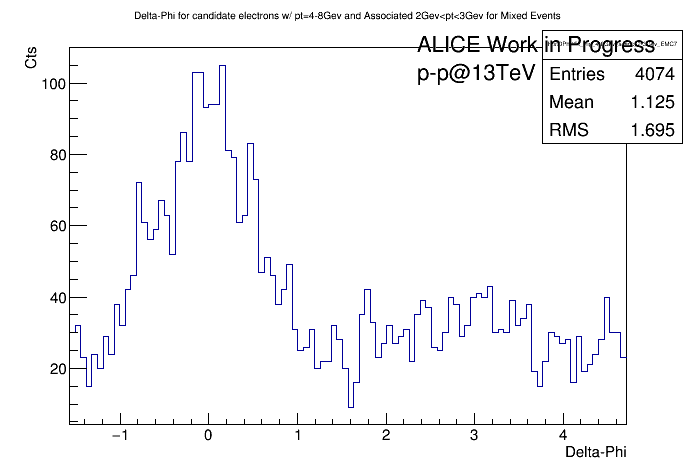 Delta-Phi for candidate electrons w/ pt=4-8Gev and Associated 2Gev<pt<3Gev for Mixed Events
Cts
ALICE Work in Progress
p-p@13TeV
Entries 4074
Mean 1.125
RMS 1.695
100
80
60
40
20
−1 0 1 2 3 4
Delta-Phi